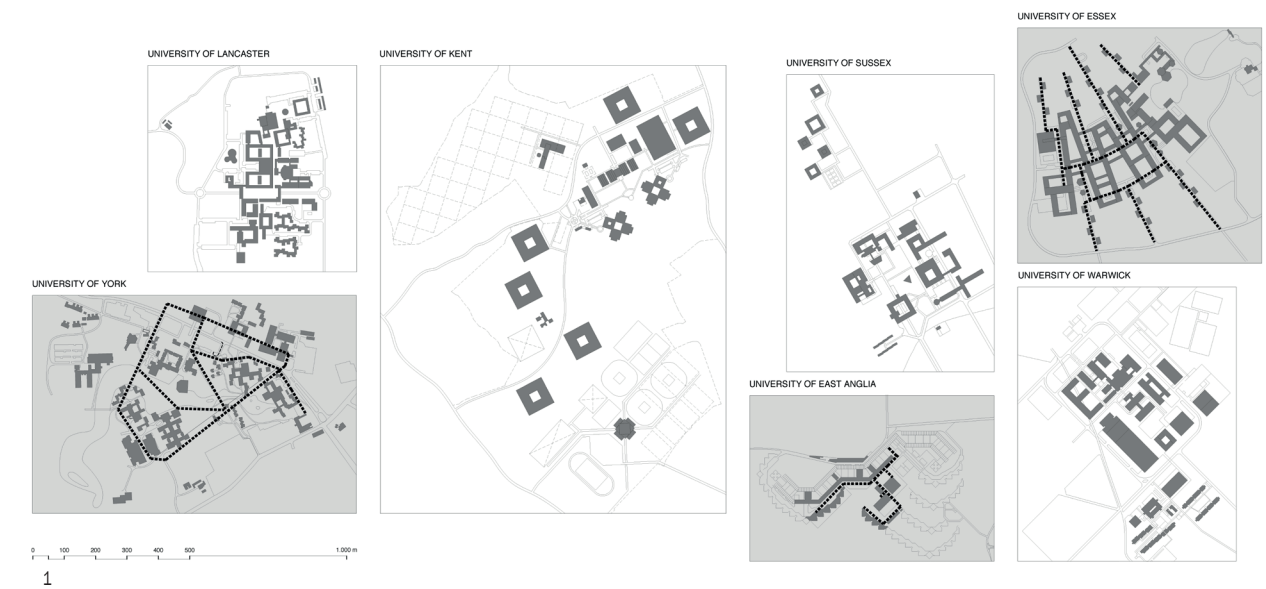 UNIVERSITY OF ESSEX
UNIVERSITY OF LANCASTER
UNIVERSITY OF KENT
UNIVERSITY OF SUSSEX
UNIVERSITY OF WARWICK
UNIVERSITY OF YORK
UNIVERSITY OF EAST ANGLIA
0 100 200 300 400 500 1.000 m
1